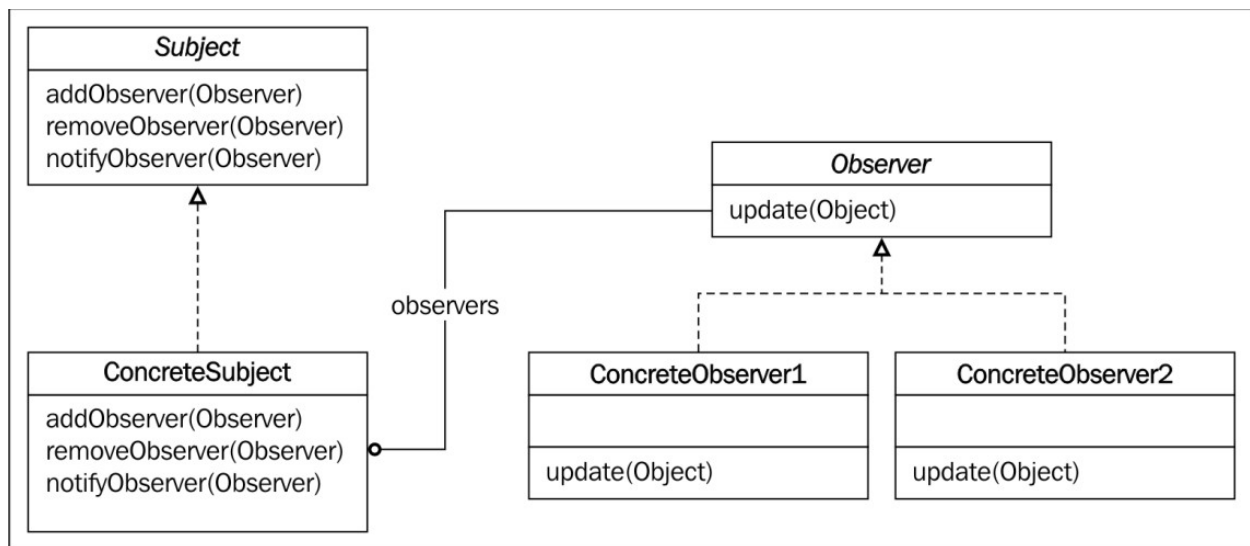 Subject
addObserver(Observer)
removeObserver(Observer)
notifyObserver(Observer)
Observer
update(Object)
observers
ConcreteSubject
addObserver(Observer)
removeObserver(Observer)
notifyObserver(Observer)
ConcreteObserver1
update(Object)
ConcreteObserver2
update(Object)